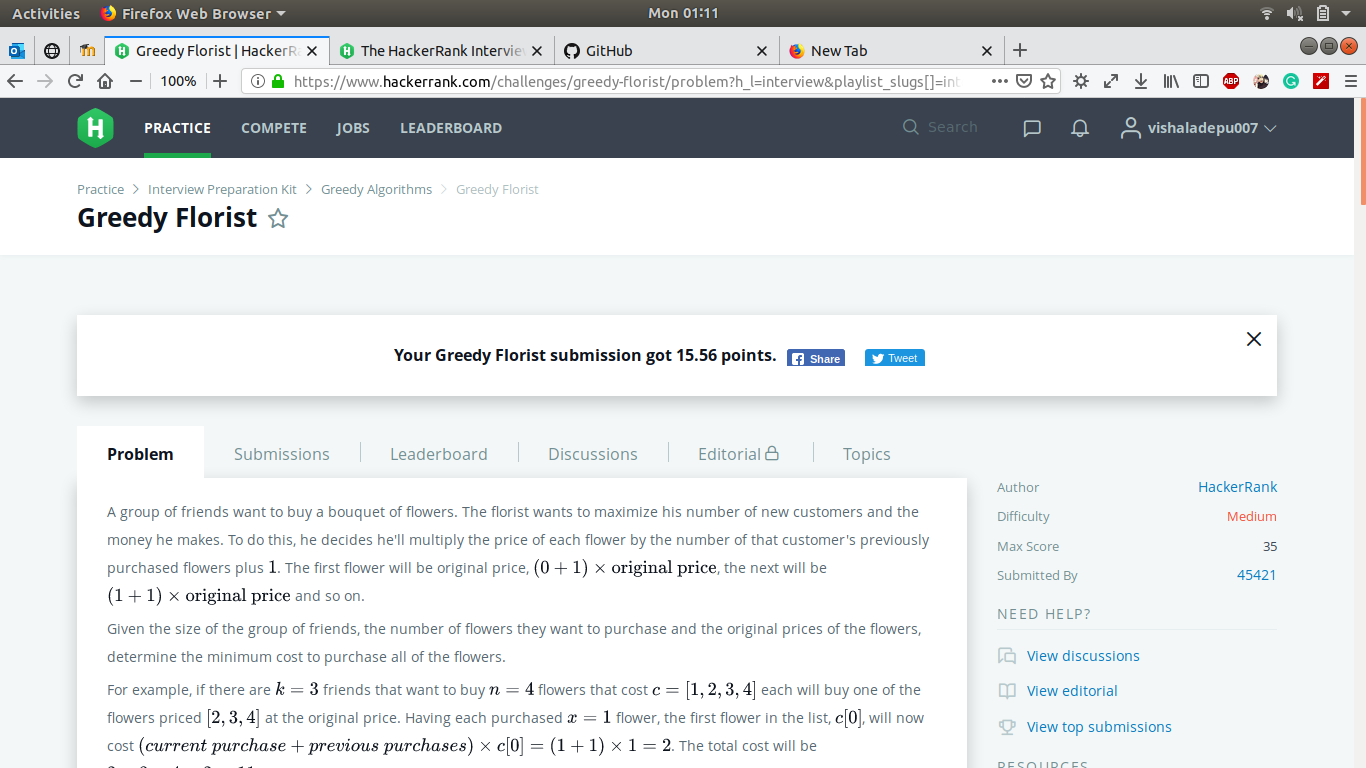 Activities Firefox Web Browser Mon 01:11
Greedy Florist | HackerRa The HackerRank Interview GitHub New Tab
100% https://www.hackerrank.com/challenges/greedy-florist/problem?h_l=interview&playlist_slugs[]=int ABP
H PRACTICE COMPETE JOBS LEADERBOARD Search vishaladepu007
Practice Interview Preparation Kit Greedy Algorithms Greedy Florist
Greedy Florist
Your Greedy Florist submission got 15.56 points. Share Tweet
Problem Submissions Leaderboard Discussions Editorial Topics
A group of friends want to buy a bouquet of flowers. The florist wants to maximize his number of new customers and the
money he makes. To do this, he decides he'll multiply the price of each flower by the number of that customer's previously
purchased flowers plus 1. The first flower will be original price, (0 + 1) × original price, the next will be
(1 + 1) × original price and so on.
Given the size of the group of friends, the number of flowers they want to purchase and the original prices of the flowers,
determine the minimum cost to purchase all of the flowers.
For example, if there are k = 3 friends that want to buy n = 4 flowers that cost c = [1, 2, 3, 4] each will buy one of the
flowers priced [2, 3, 4] at the original price. Having each purchased x = 1 flower, the first flower in the list, c[0], will now
cost (current purchase + previous purchases) × c[0] = (1 + 1) × 1 = 2. The total cost will be
Author HackerRank
Difficulty Medium
Max Score 35
Submitted By 45421
NEED HELP?
View discussions
View editorial
View top submissions
RESOURCES